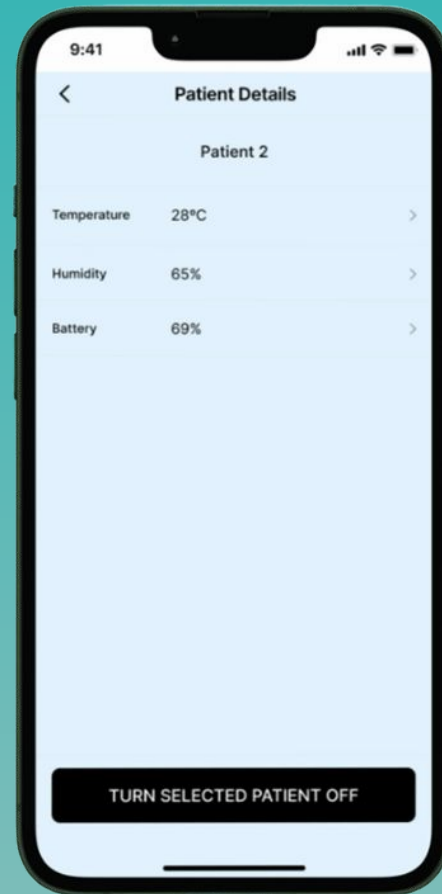 9:41
Patient Details
Patient 2
Temperature 28°C
Humidity 65%
Battery 69%
TURN SELECTED PATIENT OFF